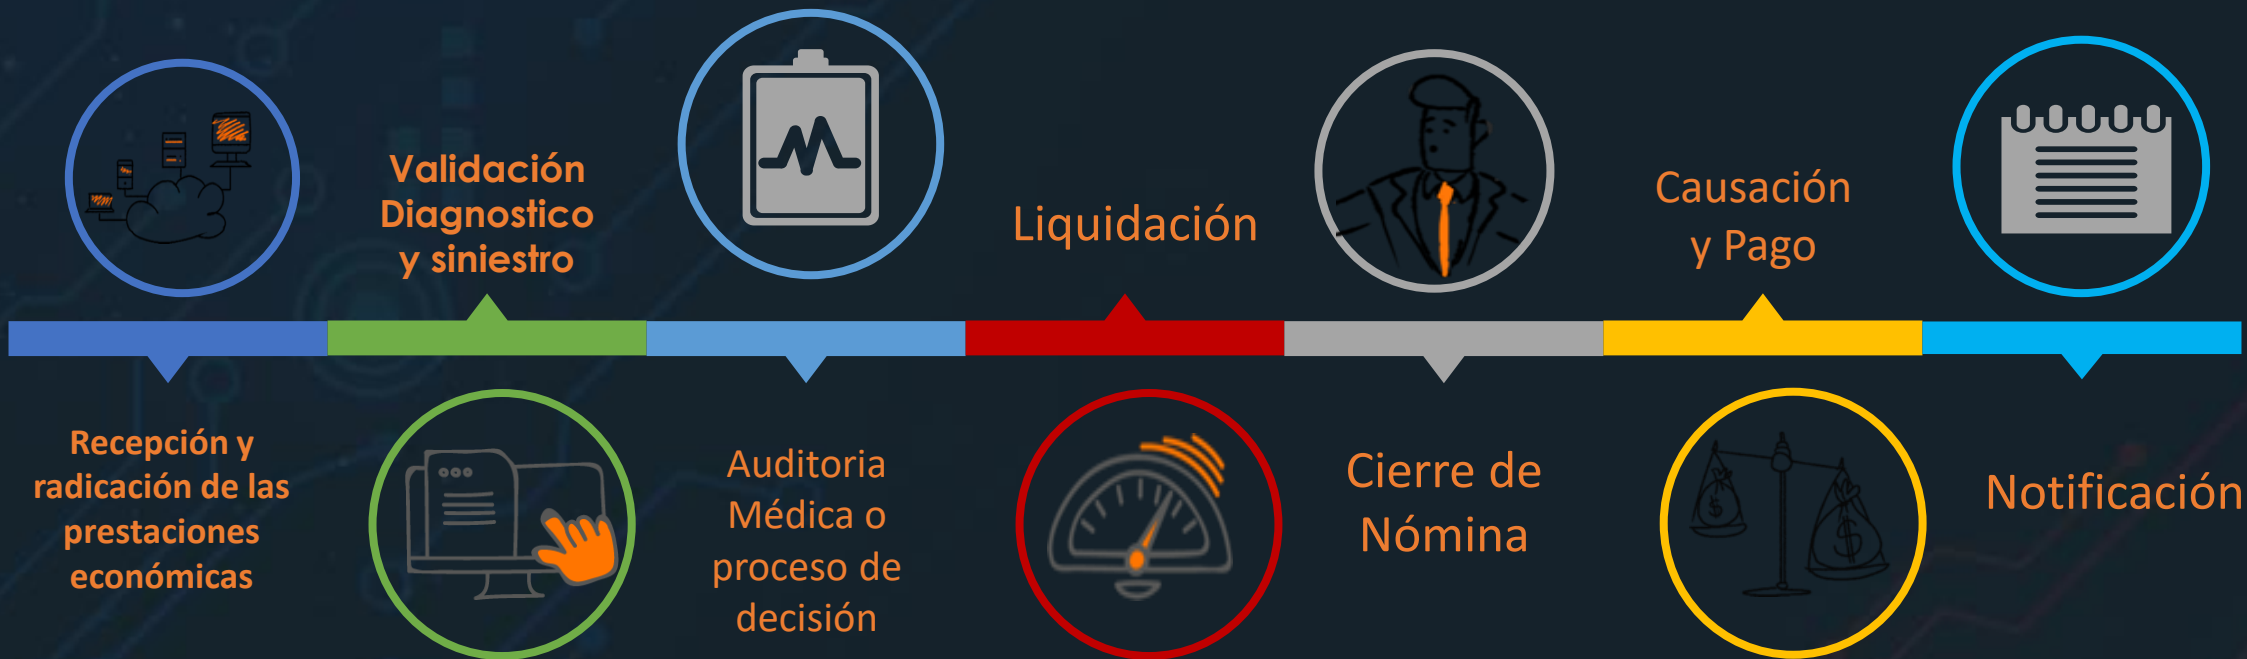 Recepción y
radicación de las
prestaciones
económicas
Validación
Diagnostico
y siniestro
Auditoria
Médica o
proceso de
decisión
Liquidación
Cierre de
Nómina
Causación
y Pago
Notificación